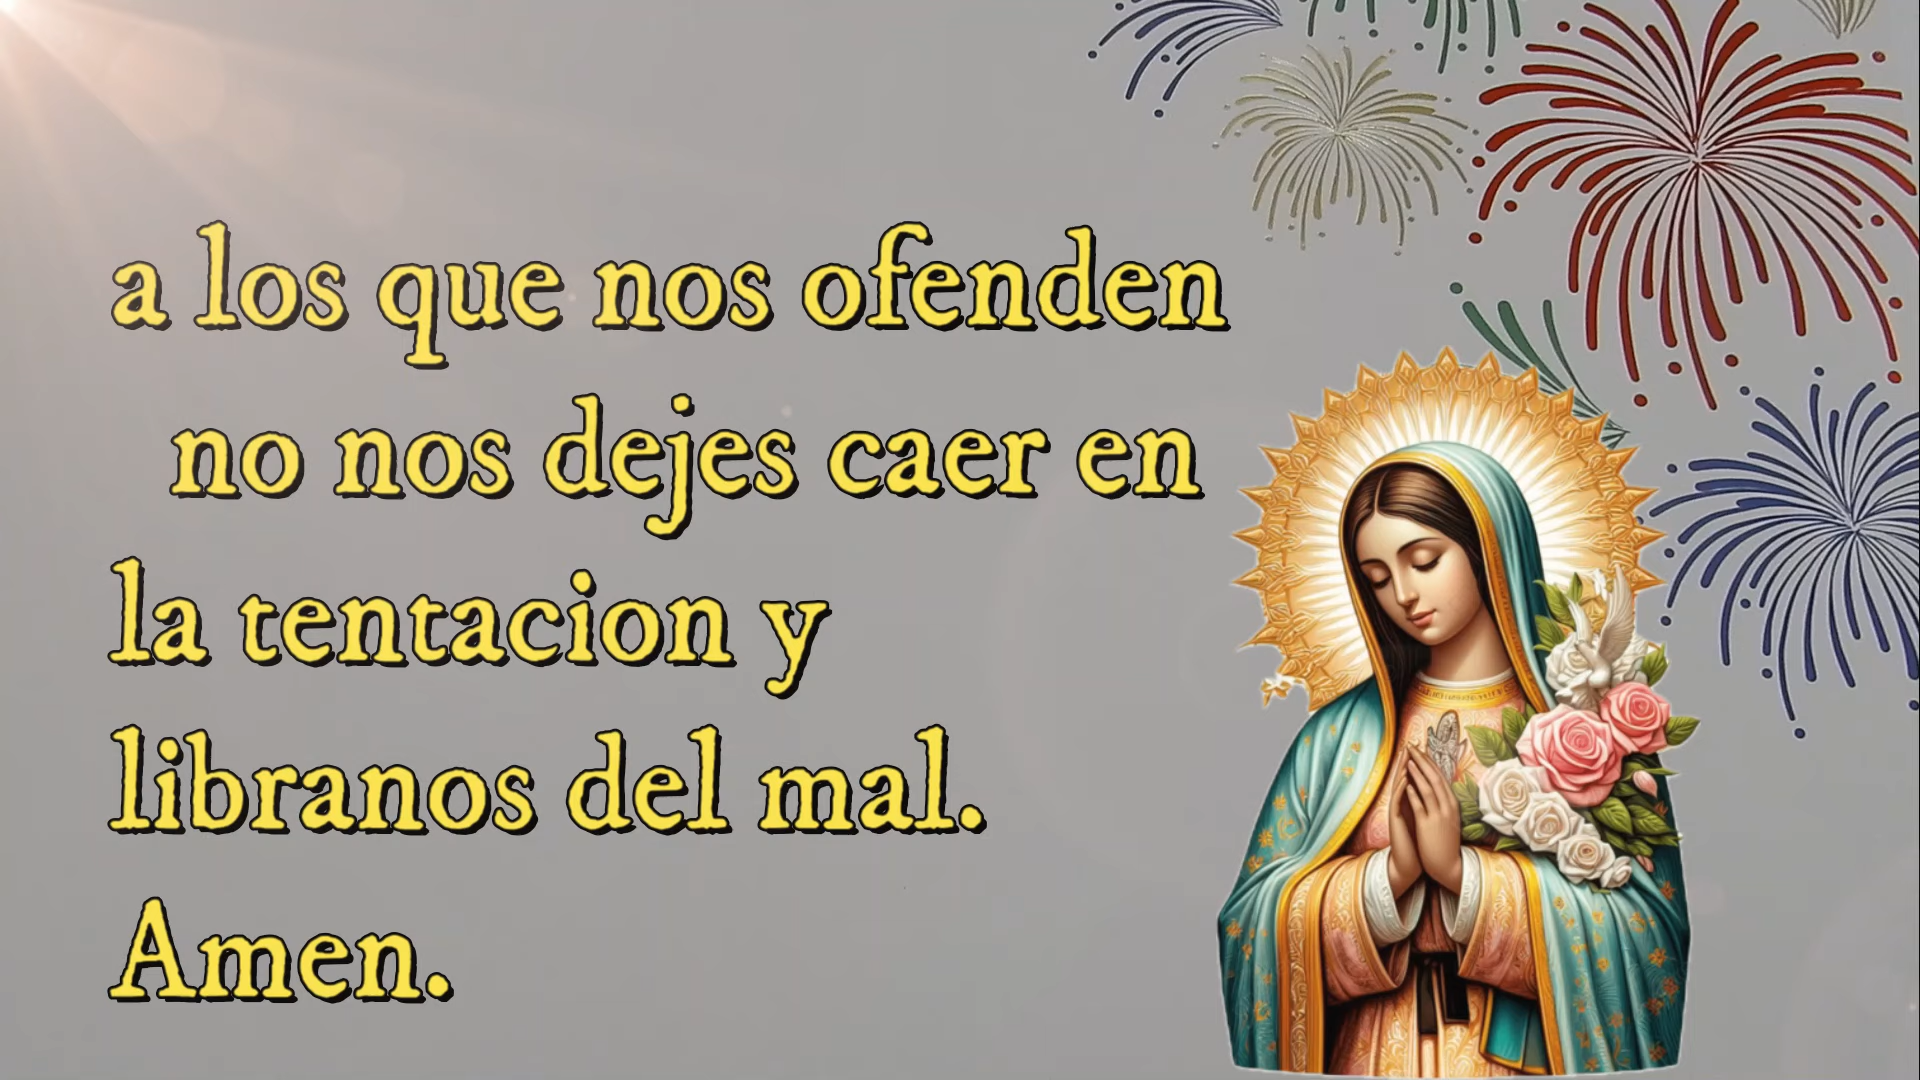 a los que nos ofenden
no nos dejes caer en
la tentacion y
libranos del mal.
Amen.